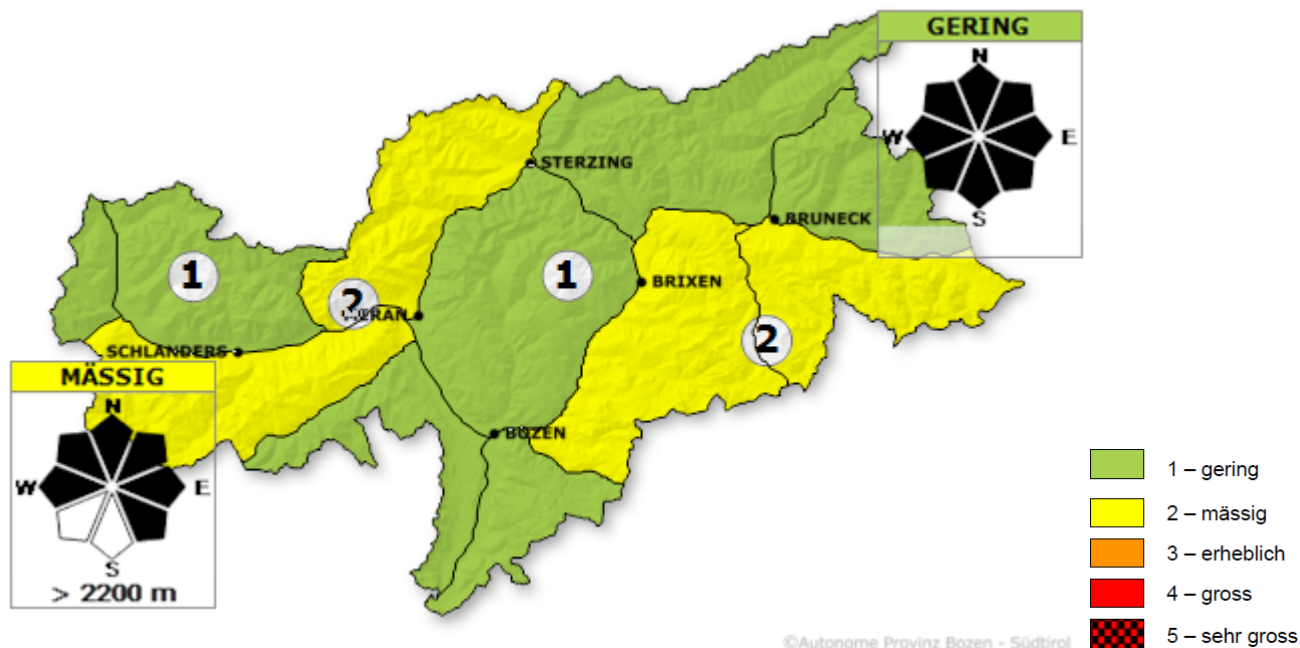 GERING
N
W E
S
STERZING
BRUNECK
1
1
BRIXEN
2
MERAN
2
SCHLANDERS
MÄSSIG
N
W E
S
> 2200 m
BOZEN
1 – gering
2 – mässig
3 – erheblich
4 – gross
5 – sehr gross
©Autonome Provinz Bozen - Südtirol